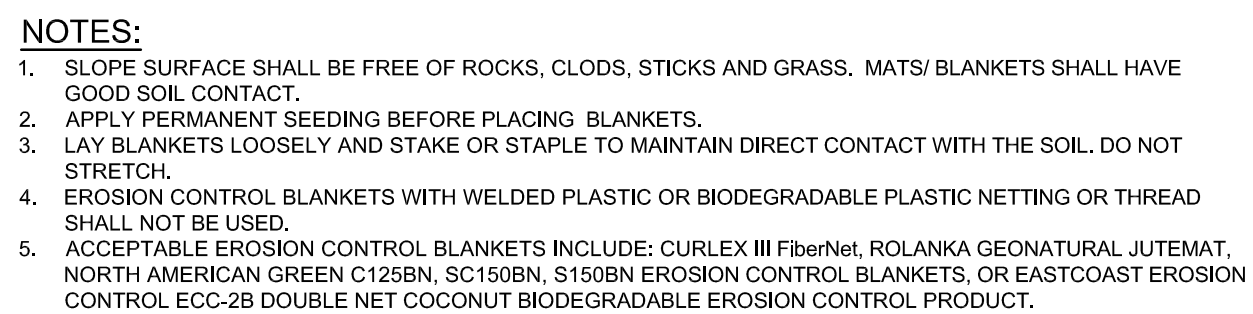 NOTES:
1. SLOPE SURFACE SHALL BE FREE OF ROCKS, CLODS, STICKS AND GRASS. MATS/ BLANKETS SHALL HAVE
GOOD SOIL CONTACT.
2. APPLY PERMANENT SEEDING BEFORE PLACING BLANKETS.
3. LAY BLANKETS LOOSELY AND STAKE OR STAPLE TO MAINTAIN DIRECT CONTACT WITH THE SOIL. DO NOT
STRETCH.
4. EROSION CONTROL BLANKETS WITH WELDED PLASTIC OR BIODEGRADABLE PLASTIC NETTING OR THREAD
SHALL NOT BE USED.
5. ACCEPTABLE EROSION CONTROL BLANKETS INCLUDE: CURLEX III FiberNet, ROLANKA GEONATURAL JUTEMAT,
NORTH AMERICAN GREEN C125BN, SC150BN, S150BN EROSION CONTROL BLANKETS, OR EASTCOAST EROSION
CONTROL ECC-2B DOUBLE NET COCONUT BIODEGRADABLE EROSION CONTROL PRODUCT.